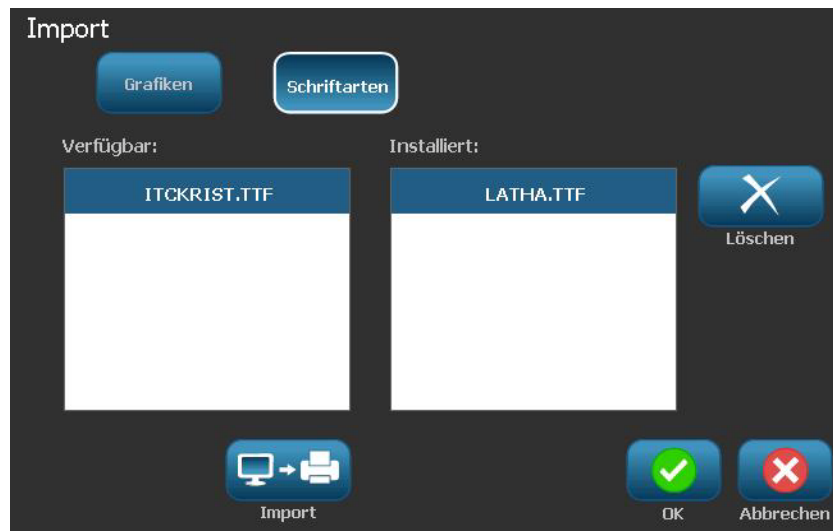 Import
Grafiken
Schriftarten
Verfügbar:
Installiert:
ITCKRIST.TTF
LATHA.TTF
Löschen
Import
OK
Abbrechen